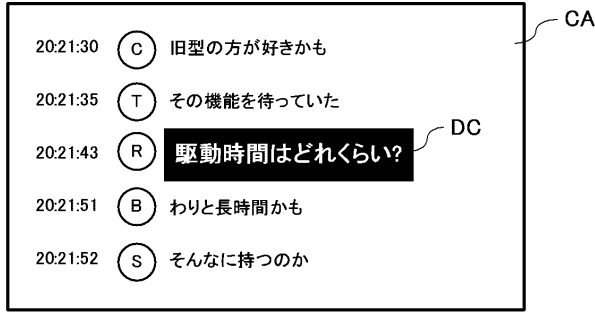 CA
20:21:30 C 旧型の方が好きかも
20:21:35 T その機能を待っていた
DC
20:21:43 R 駆動時間はどれくらい?
20:21:51 B わりと長時間かも
20:21:52 S そんなに持つのか